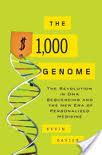 THE
$
1,000
GENOME
THE REVOLUTION IN DNA
SEQUENCING AND THE NEW ERA OF
PERSONALIZED MEDICINE
KEVIN
DAVIES